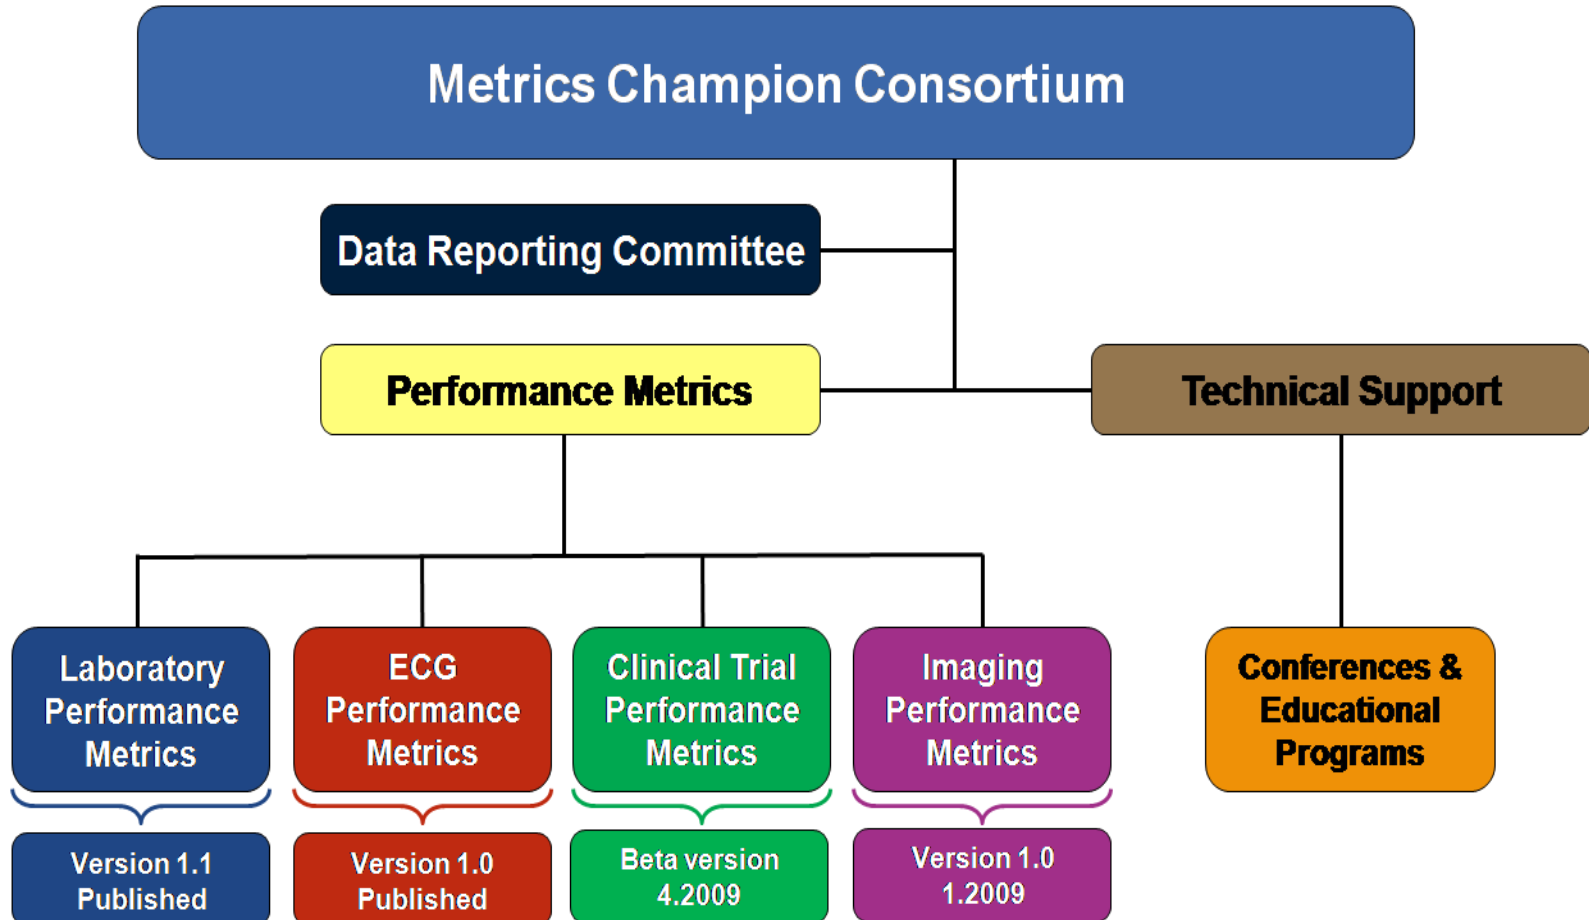 Metrics Champion Consortium
Data Reporting Committee
Performance Metrics
Technical Support
Laboratory
Performance
Metrics
ECG
Performance
Metrics
Clinical Trial
Performance
Metrics
Imaging
Performance
Metrics
Conferences &
Educational
Programs
Version 1.1
Published
Version 1.0
Published
Beta version
4.2009
Version 1.0
1.2009